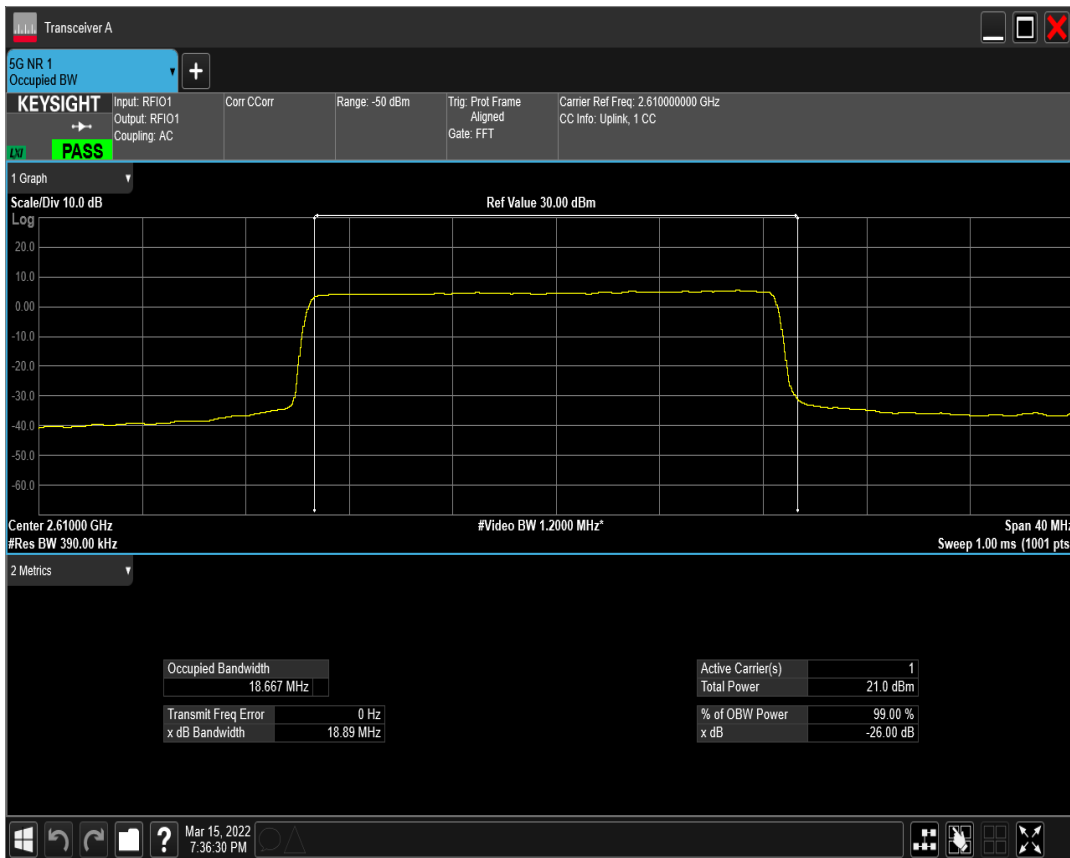 Transceiver A
5G NR 1
Occupied BW
+
KEYSIGHT
LXI
PASS
Input: RFIO1
Output: RFIO1
Coupling: AC
Corr CCorr
Range: -50 dBm
Trig: Prot Frame
Aligned
Gate: FFT
Carrier Ref Freq: 2.610000000 GHz
CC Info: Uplink, 1 CC
1 Graph
Scale/Div 10.0 dB
Ref Value 30.00 dBm
Log
20.0
10.0
0.00
-10.0
-20.0
-30.0
-40.0
-50.0
-60.0
Center 2.61000 GHz
#Video BW 1.2000 MHz*
Span 40 MHz
#Res BW 390.00 kHz
Sweep 1.00 ms (1001 pts
2 Metrics
Occupied Bandwidth
18.667 MHz
Transmit Freq Error 0 Hz
x dB Bandwidth 18.89 MHz
Active Carrier(s) 1
Total Power 21.0 dBm
% of OBW Power 99.00 %
x dB -26.00 dB
?
Mar 15, 2022
7:36:30 PM